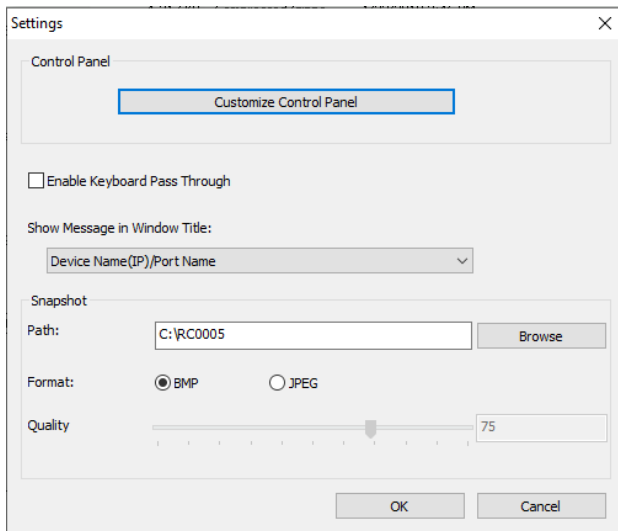 Settings
Control Panel
Customize Control Panel
Enable Keyboard Pass Through
Show Message in Window Title:
Device Name(IP)/Port Name
Snapshot
Path:
C:\RC0005
Browse
Format:
BMP
JPEG
Quality
75
OK
Cancel